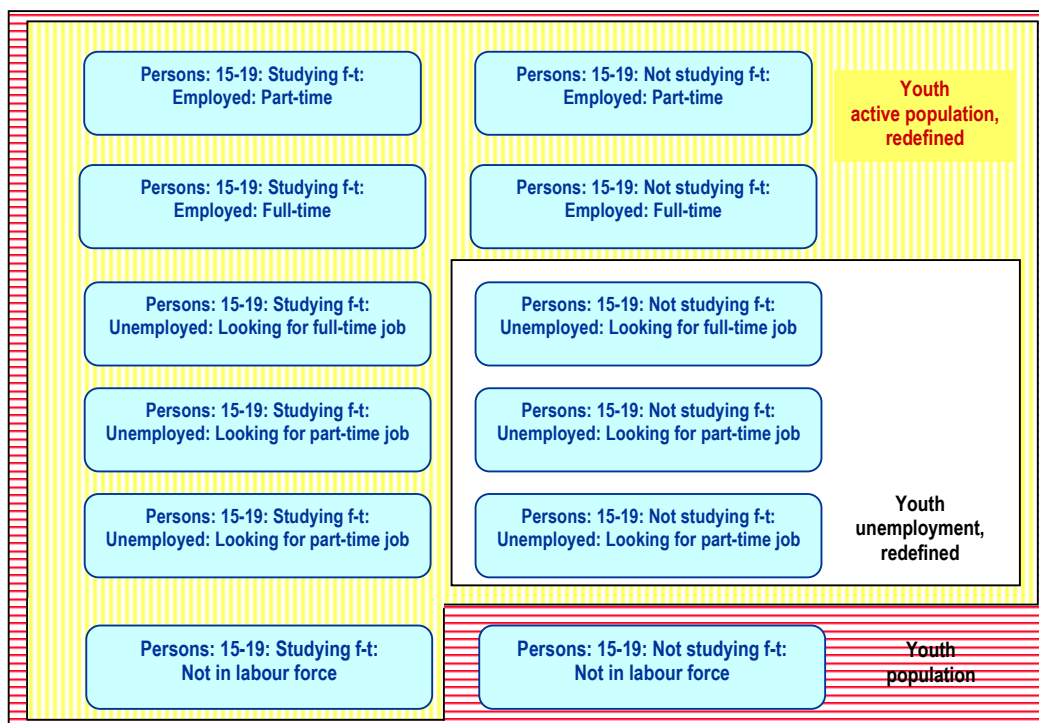 Persons: 15-19: Studying f-t:
Employed: Part-time
Persons: 15-19: Not studying f-t:
Employed: Part-time
Youth
active population,
redefined
Persons: 15-19: Studying f-t:
Employed: Full-time
Persons: 15-19: Not studying f-t:
Employed: Full-time
Persons: 15-19: Studying f-t:
Unemployed: Looking for full-time job
Persons: 15-19: Not studying f-t:
Unemployed: Looking for full-time job
Persons: 15-19: Studying f-t:
Unemployed: Looking for part-time job
Persons: 15-19: Not studying f-t:
Unemployed: Looking for part-time job
Persons: 15-19: Studying f-t:
Unemployed: Looking for part-time job
Persons: 15-19: Not studying f-t:
Unemployed: Looking for part-time job
Youth
unemployment,
redefined
Persons: 15-19: Studying f-t:
Not in labour force
Persons: 15-19: Not studying f-t:
Not in labour force
Youth
population